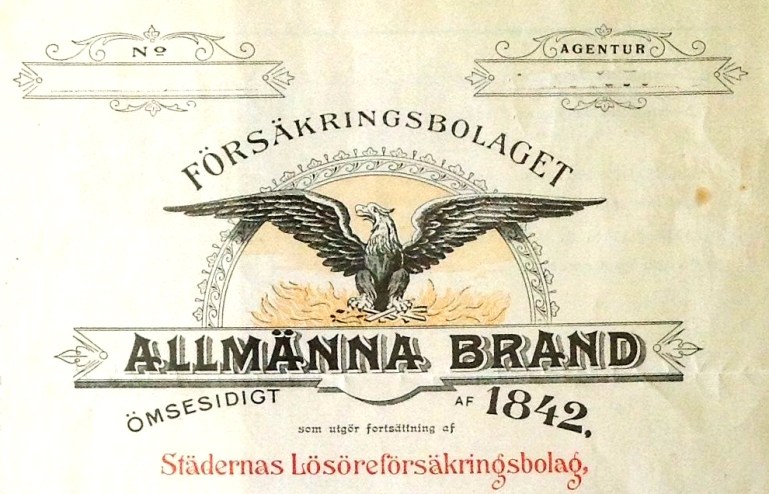 No
AGENTUR
FÖRSÄKRINGSBOLAGET
ALLMÄNNA BRAND
ÖMSESIDIGT AF 1842,
som utgör fortsättning af
Städernas Lösöreförsäkringsbolag,